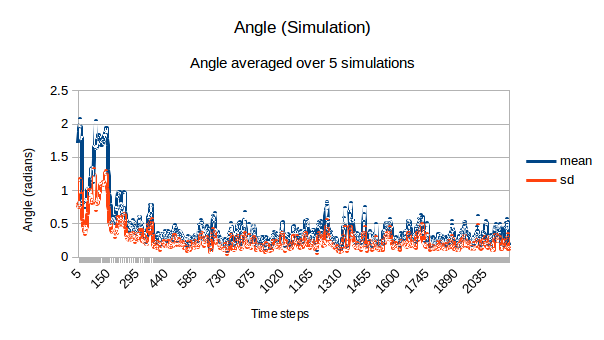 Angle (Simulation)
Angle averaged over 5 simulations
Angle (radians)
2.5
2
1.5
1
0.5
0
5 150 295 440 585 730 875 1020 1165 1310 1455 1600 1745 1890 2035
Time steps
mean
sd